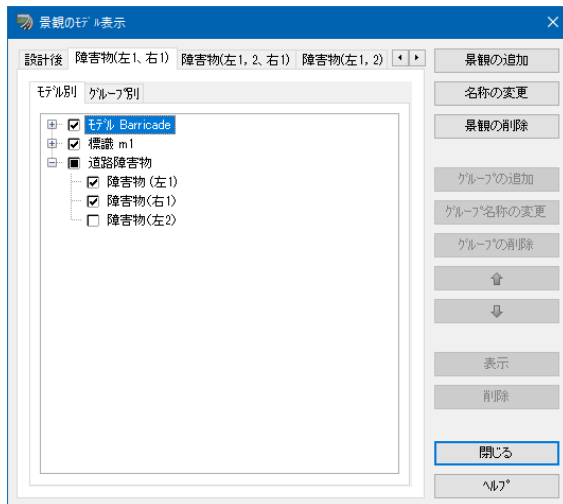 景観のﾓﾃﾞﾙ表示
設計後 障害物(左1、右1) 障害物(左1, 2、右1) 障害物(左1, 2)
ﾓﾃﾞﾙ別 ｸﾞﾙｰﾌﾟ別
ﾓﾃﾞﾙ Barricade
標識 m1
道路障害物
障害物 (左1)
障害物(右1)
障害物(左2)
景観の追加
名称の変更
景観の削除
ｸﾞﾙｰﾌﾟの追加
ｸﾞﾙｰﾌﾟ名称の変更
ｸﾞﾙｰﾌﾟの削除
表示
削除
閉じる
ﾍﾙﾌﾟ